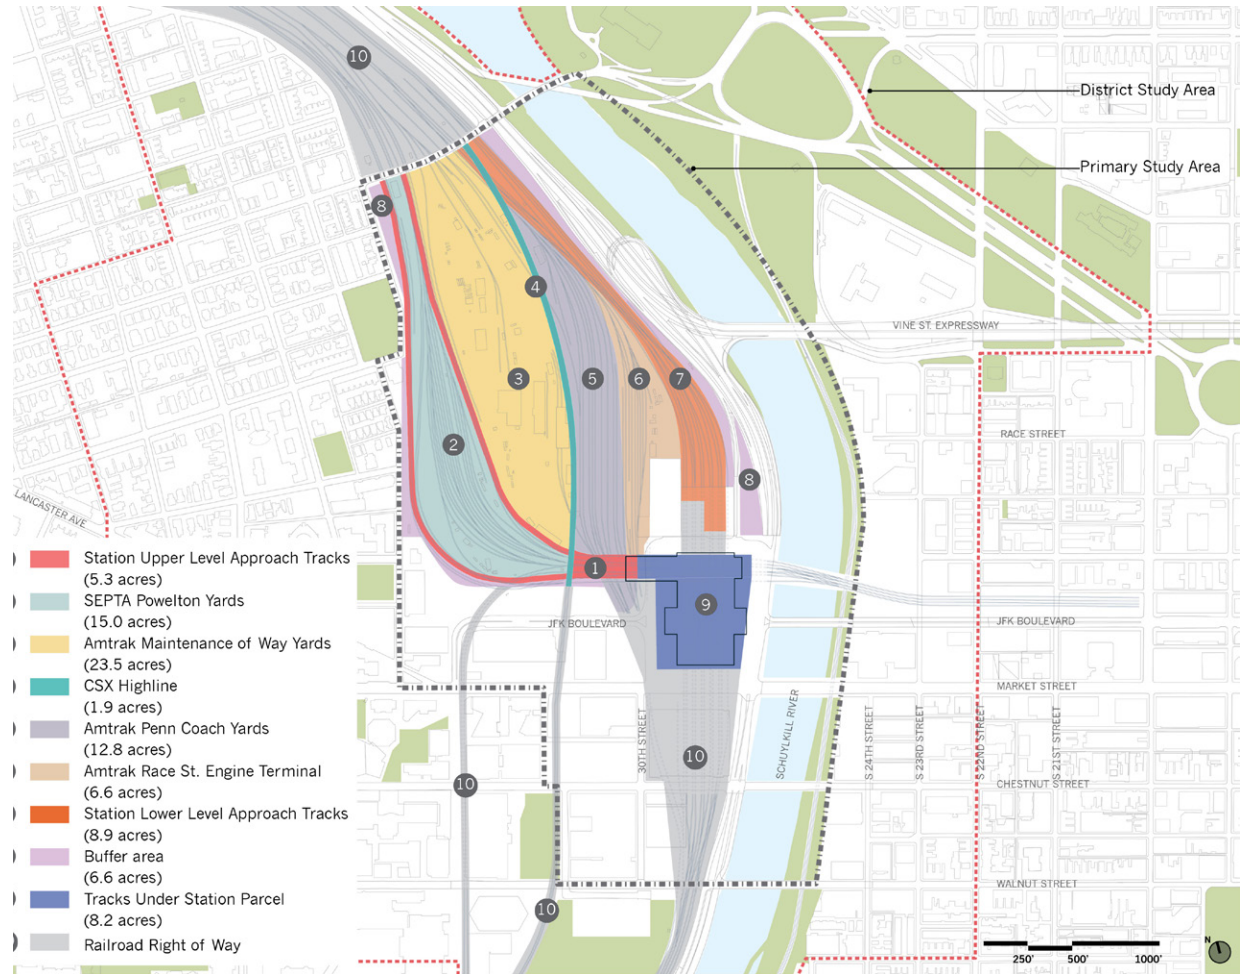 10
District Study Area
Primary Study Area
8
4
VINE ST. EXPRESSWAY
3
5
6
7
RACE STREET
2
8
LANCASTER AVE
1
9
JFK BOULEVARD
JFK BOULEVARD
MARKET STREET
30TH STREET
SCHUYLKILL RIVER
S 24TH STREET
S 23RD STREET
S 22ND STREET
S 21ST STREET
10
10
CHESTNUT STREET
WALNUT STREET
10
Station Upper Level Approach Tracks
(5.3 acres)
SEPTA Powelton Yards
(15.0 acres)
Amtrak Maintenance of Way Yards
(23.5 acres)
CSX Highline
(1.9 acres)
Amtrak Penn Coach Yards
(12.8 acres)
Amtrak Race St. Engine Terminal
(6.6 acres)
Station Lower Level Approach Tracks
(8.9 acres)
Buffer area
(6.6 acres)
Tracks Under Station Parcel
(8.2 acres)
Railroad Right of Way
250' 500' 1000'
N